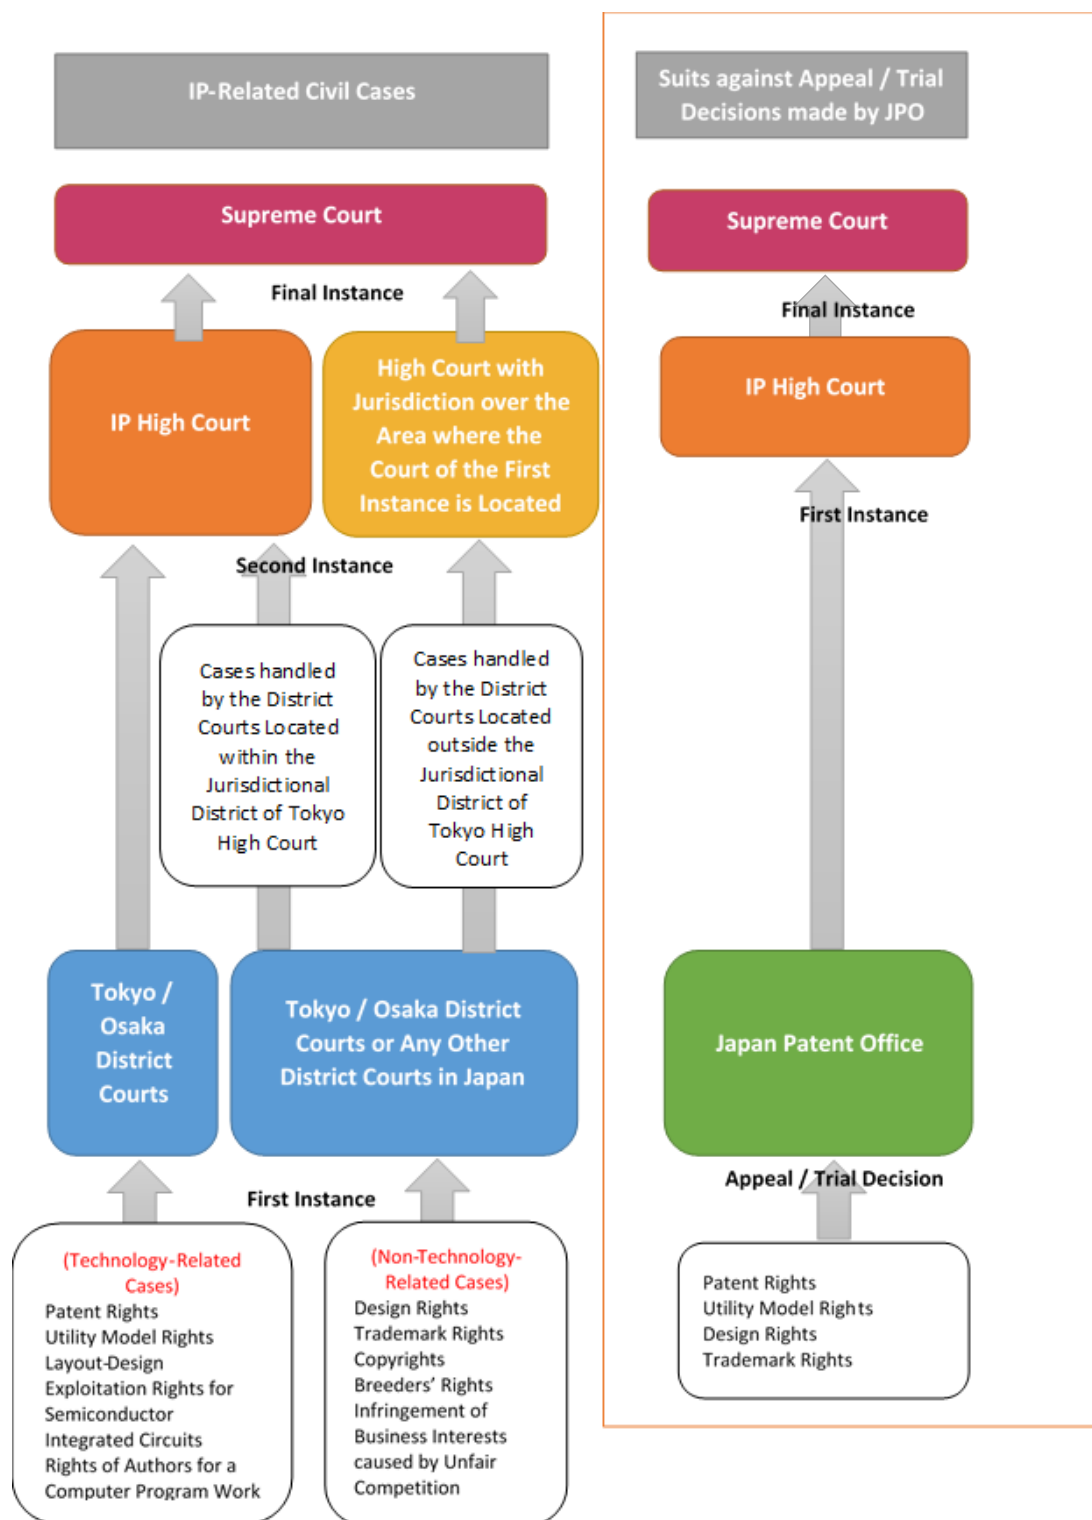 IP-Related Civil Cases
Supreme Court
Final Instance
IP High Court
High Court with
Jurisdiction over the
Area where the
Court of the First
Instance is Located
Second Instance
Cases handled
by the District
Courts Located
within the
Jurisdictional
District of Tokyo
High Court
Cases handled
by the District
Courts Located
outside the
Jurisdictional
District of
Tokyo High
Court
Tokyo /
Osaka
District
Courts
Tokyo / Osaka District
Courts or Any Other
District Courts in Japan
First Instance
(Technology-Related
Cases)
Patent Rights
Utility Model Rights
Layout-Design
Exploitation Rights for
Semiconductor
Integrated Circuits
Rights of Authors for a
Computer Program Work
(Non-Technology-
Related Cases)
Design Rights
Trademark Rights
Copyrights
Breeders’ Rights
Infringement of
Business Interests
caused by Unfair
Competition
Suits against Appeal / Trial
Decisions made by JPO
Supreme Court
Final Instance
IP High Court
First Instance
Japan Patent Office
Appeal / Trial Decision
Patent Rights
Utility Model Rights
Design Rights
Trademark Rights